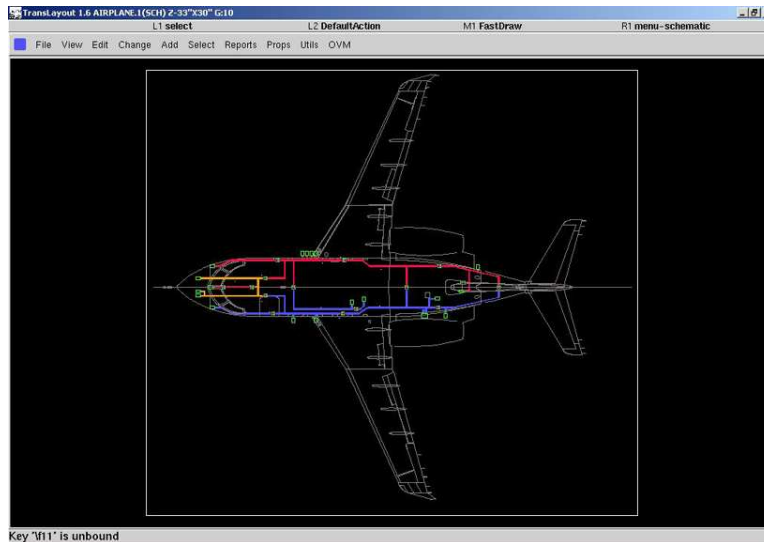 TransLayout 1.6 AIRPLANE.1(SCH) Z-33"X30" G:10
L1 select L2 DefaultAction M1 FastDraw R1 menu-schematic
File View Edit Change Add Select Reports Props Utils OVM
Key "\f11" is unbound